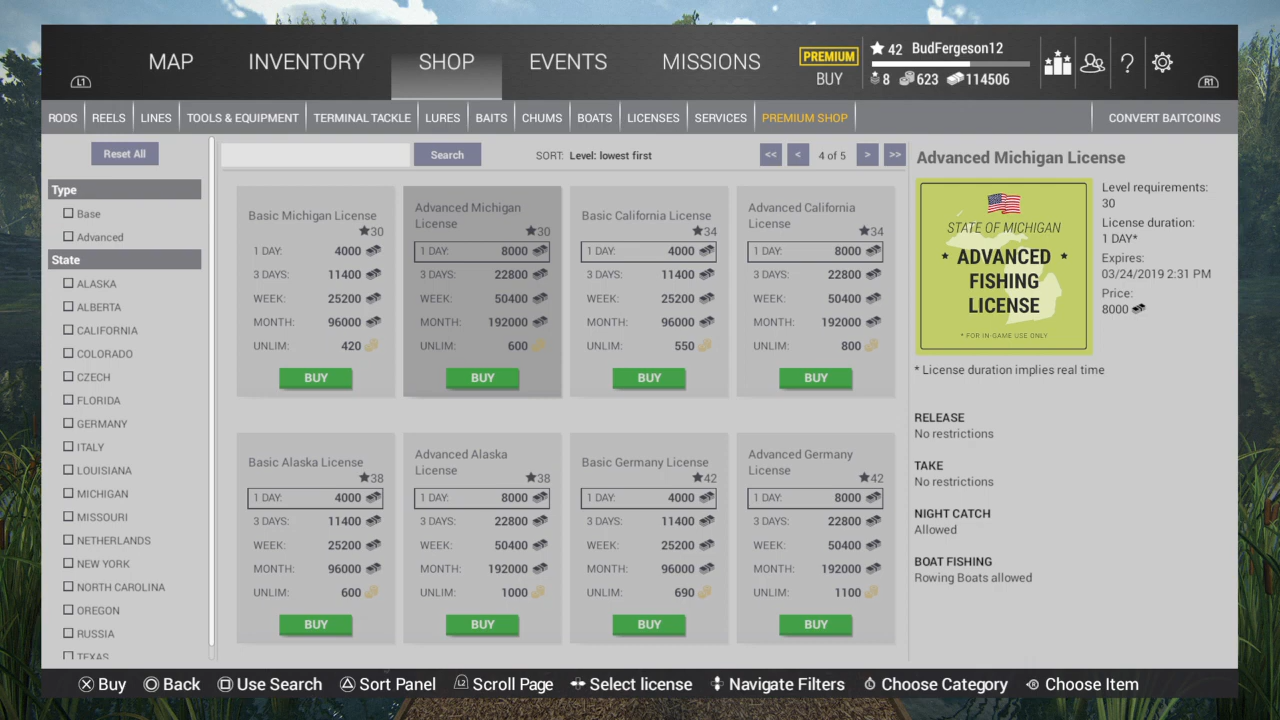 MAP
INVENTORY
SHOP
EVENTS
MISSIONS
PREMIUM
BUY
42 BudFergeson12
8 623 114506
L1
R1
RODS
REELS
LINES
TOOLS & EQUIPMENT
TERMINAL TACKLE
LURES
BAITS
CHUMS
BOATS
LICENSES
SERVICES
PREMIUM SHOP
CONVERT BAITCOINS
Reset All
Type
Base
Advanced
State
ALASKA
ALBERTA
CALIFORNIA
COLORADO
CZECH
FLORIDA
GERMANY
ITALY
LOUISIANA
MICHIGAN
MISSOURI
NETHERLANDS
NEW YORK
NORTH CAROLINA
OREGON
RUSSIA
TEXAS
Search
SORT: Level: lowest first
<< < 4 of 5 > >>
Basic Michigan License
30
1 DAY: 4000
3 DAYS: 11400
WEEK: 25200
MONTH: 96000
UNLIM: 420
BUY
Advanced Michigan
License
30
1 DAY: 8000
3 DAYS: 22800
WEEK: 50400
MONTH: 192000
UNLIM: 600
BUY
Basic California License
34
1 DAY: 4000
3 DAYS: 11400
WEEK: 25200
MONTH: 96000
UNLIM: 550
BUY
Advanced California
License
34
1 DAY: 8000
3 DAYS: 22800
WEEK: 50400
MONTH: 192000
UNLIM: 800
BUY
Basic Alaska License
38
1 DAY: 4000
3 DAYS: 11400
WEEK: 25200
MONTH: 96000
UNLIM: 600
BUY
Advanced Alaska
License
38
1 DAY: 8000
3 DAYS: 22800
WEEK: 50400
MONTH: 192000
UNLIM: 1000
BUY
Basic Germany License
42
1 DAY: 4000
3 DAYS: 11400
WEEK: 25200
MONTH: 96000
UNLIM: 690
BUY
Advanced Germany
License
42
1 DAY: 8000
3 DAYS: 22800
WEEK: 50400
MONTH: 192000
UNLIM: 1100
BUY
Advanced Michigan License
STATE OF MICHIGAN
* ADVANCED *
FISHING
LICENSE
* FOR IN-GAME USE ONLY
Level requirements:
30
License duration:
1 DAY*
Expires:
03/24/2019 2:31 PM
Price:
8000
* License duration implies real time
RELEASE
No restrictions
TAKE
No restrictions
NIGHT CATCH
Allowed
BOAT FISHING
Rowing Boats allowed
Buy
Back
Use Search
Sort Panel
L2 Scroll Page
Select license
Navigate Filters
L Choose Category
R Choose Item